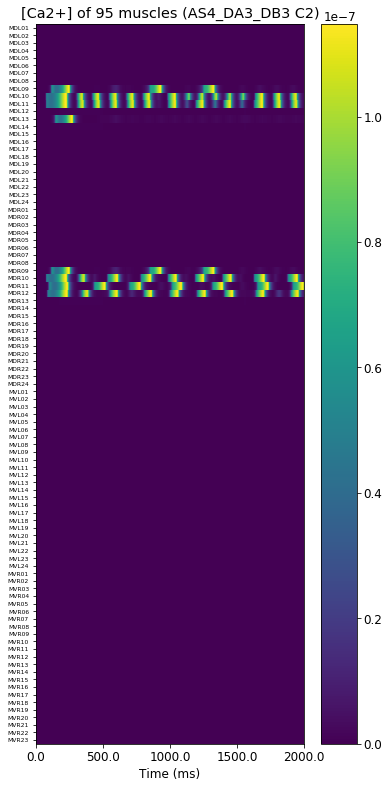 [Ca2+] of 95 muscles (AS4_DA3_DB3 C2)
1e-7
MDL01
MDL02
MDL03
MDL04
MDL05
MDL06
MDL07
MDL08
MDL09
MDL10
MDL11
MDL12
MDL13
MDL14
MDL15
MDL16
MDL17
MDL18
MDL19
MDL20
MDL21
MDL22
MDL23
MDL24
MDR01
MDR02
MDR03
MDR04
MDR05
MDR06
MDR07
MDR08
MDR09
MDR10
MDR11
MDR12
MDR13
MDR14
MDR15
MDR16
MDR17
MDR18
MDR19
MDR20
MDR21
MDR22
MDR23
MDR24
MVL01
MVL02
MVL03
MVL04
MVL05
MVL06
MVL07
MVL08
MVL09
MVL10
MVL11
MVL12
MVL13
MVL14
MVL15
MVL16
MVL17
MVL18
MVL19
MVL20
MVL21
MVL22
MVL23
MVL24
MVR01
MVR02
MVR03
MVR04
MVR05
MVR06
MVR07
MVR08
MVR09
MVR10
MVR11
MVR12
MVR13
MVR14
MVR15
MVR16
MVR17
MVR18
MVR19
MVR20
MVR21
MVR22
MVR23
0.0 500.0 1000.0 1500.0 2000.0
Time (ms)
1.0
0.8
0.6
0.4
0.2
0.0